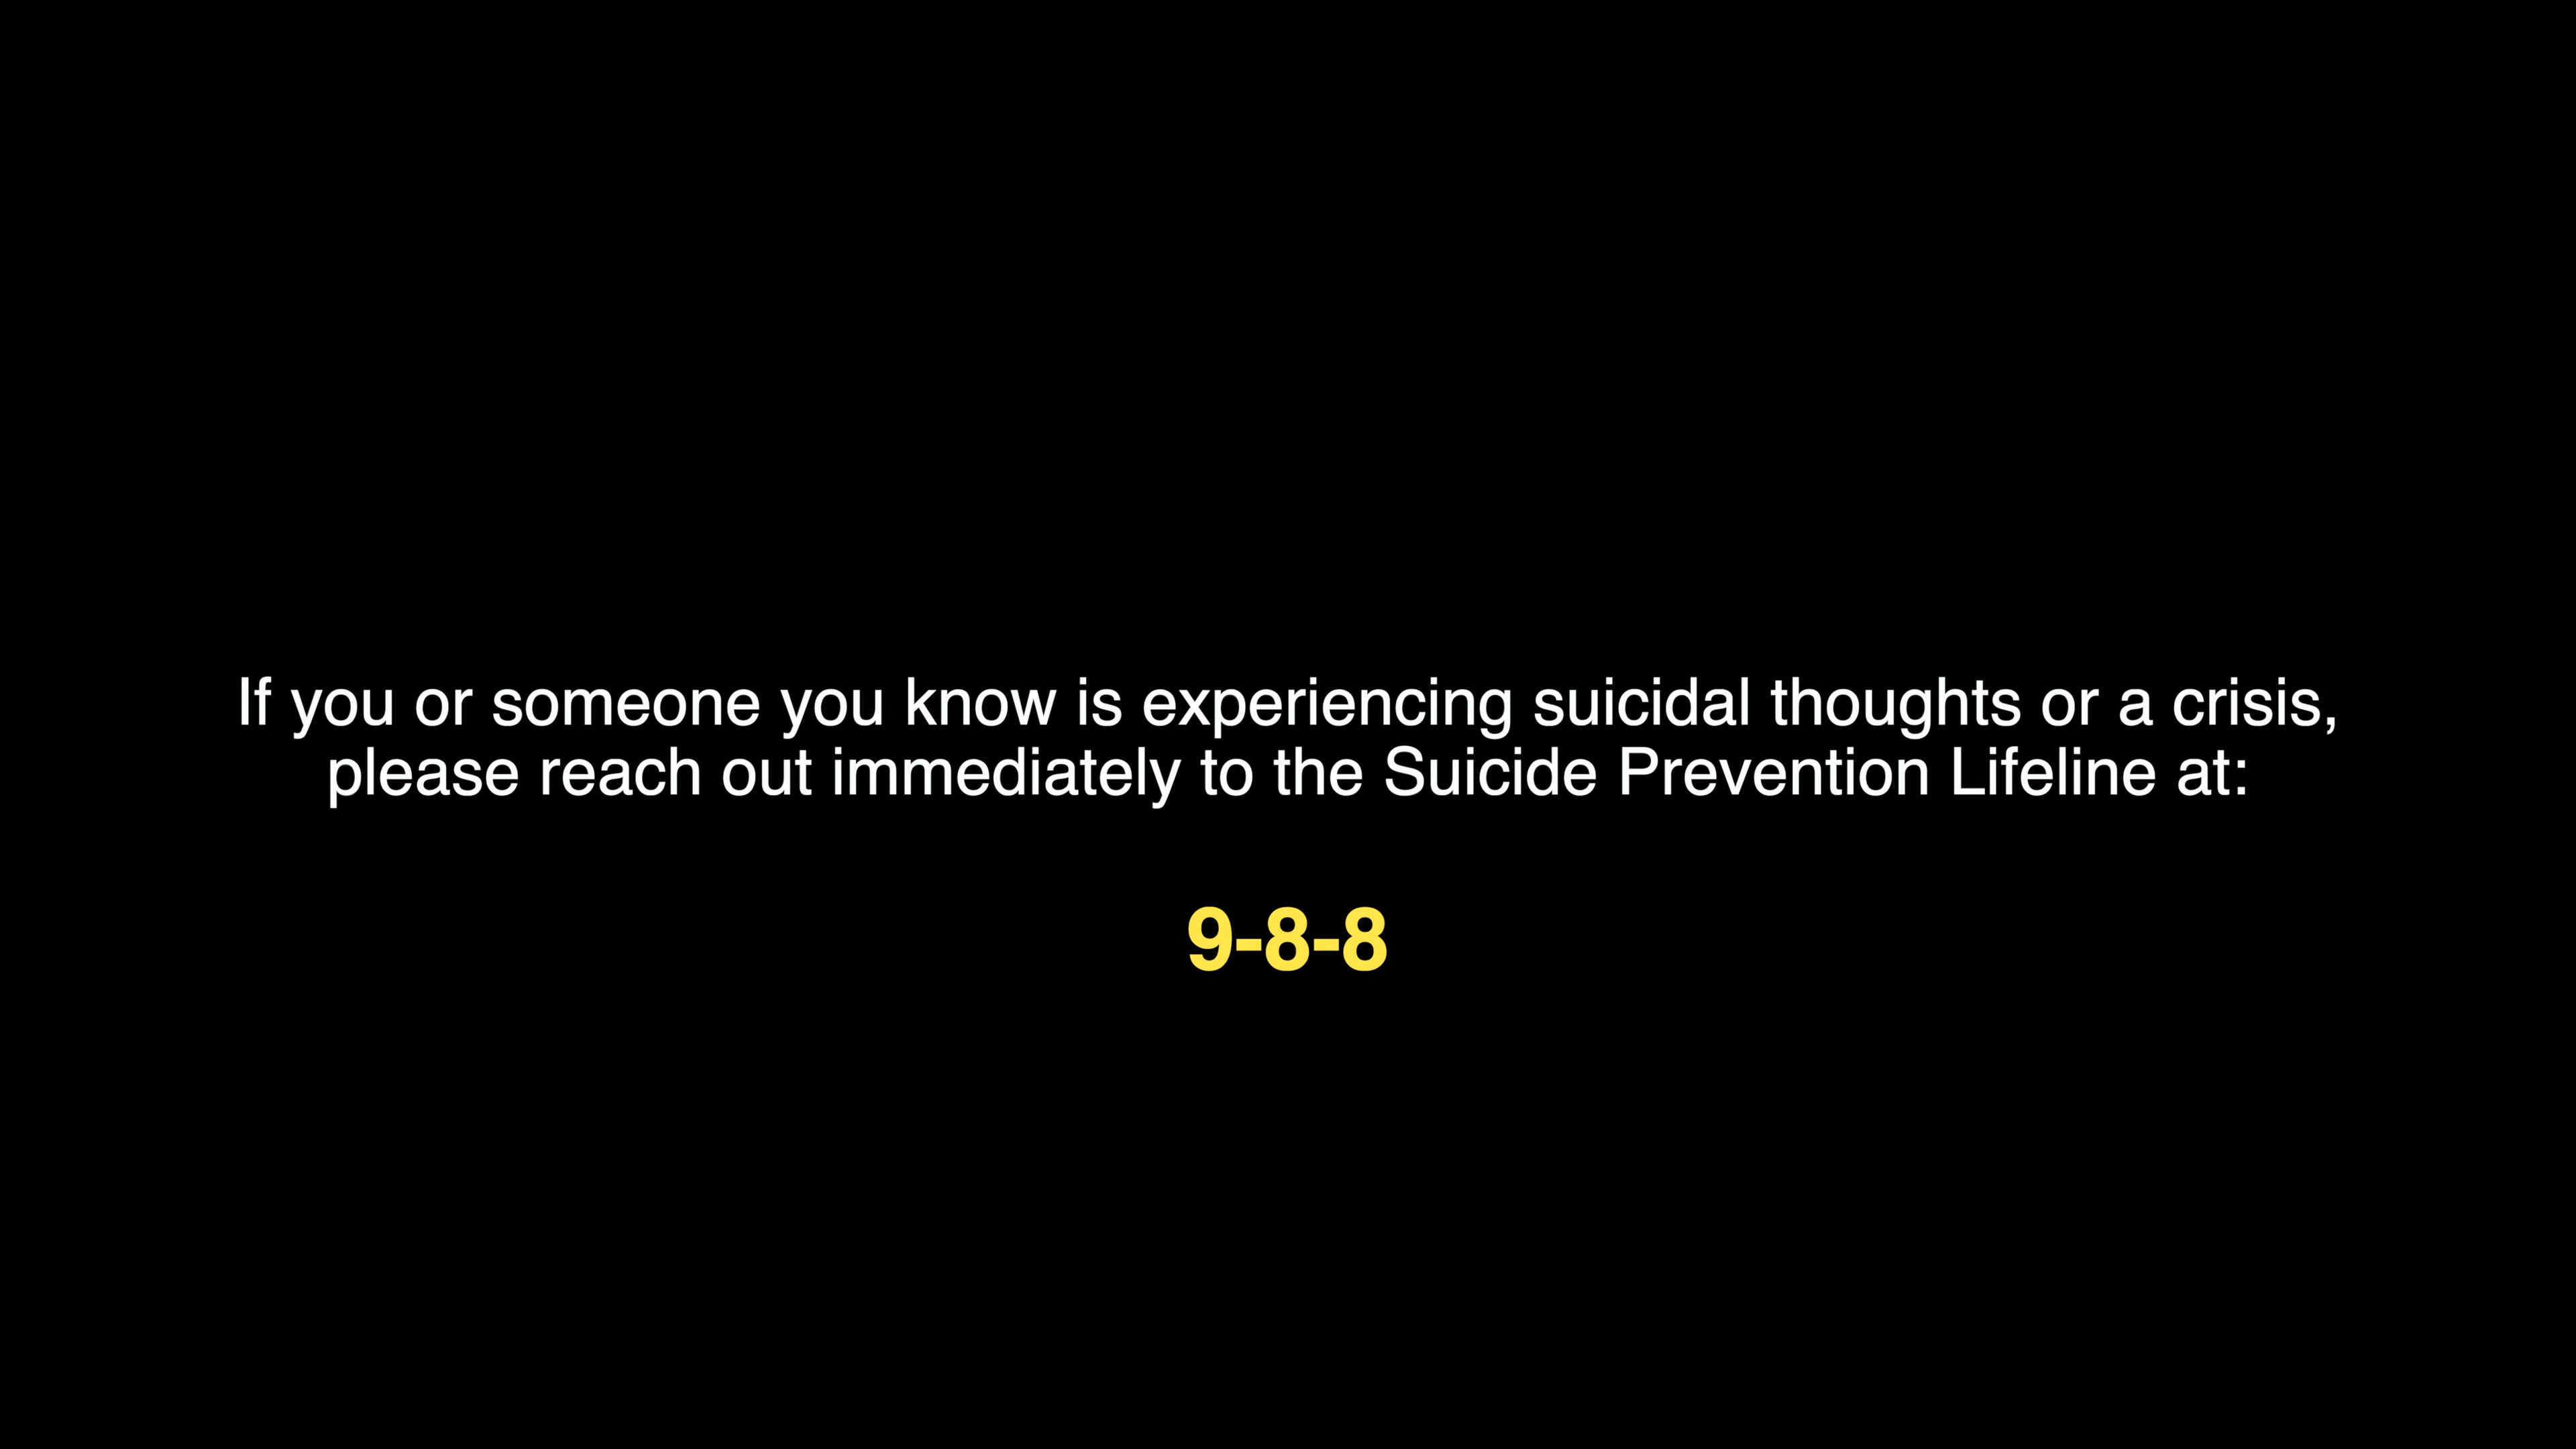 If you or someone you know is experiencing suicidal thoughts or a crisis,
please reach out immediately to the Suicide Prevention Lifeline at:
9-8-8